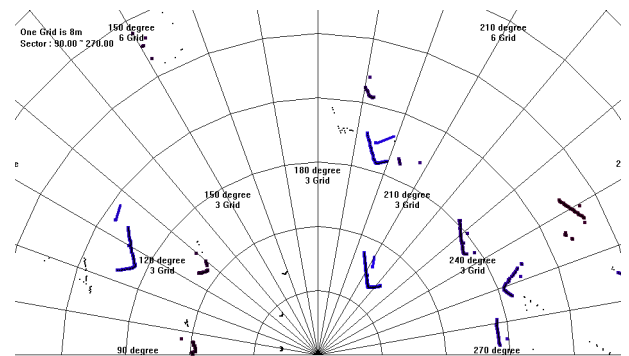 One Grid is 8m
Sector : 90.00 ~ 270.00
150 degree
6 Grid
210 degree
6 Grid
180 degree
3 Grid
150 degree
3 Grid
210 degree
3 Grid
120 degree
3 Grid
240 degree
3 Grid
90 degree
270 degree